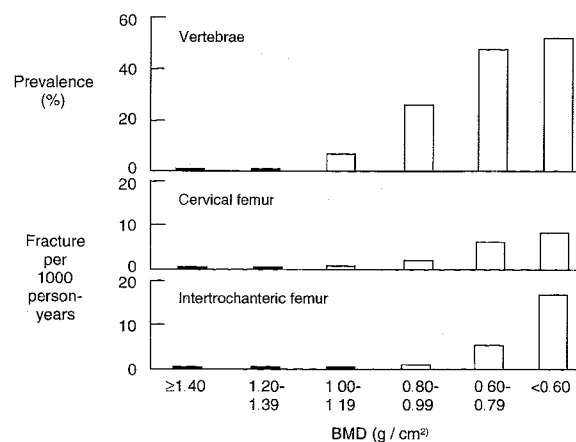 60
Vertebrae
40
Prevalence
(%)
20
0
20
Cervical femur
10
0
Fracture
per
1000
person-
years
20
Intertrochanteric femur
10
0
≥1.40
1.20-
1.39
1 00-
1 19
0.80-
0.99
0 60-
0.79
<0.60
BMD (g / cm²)